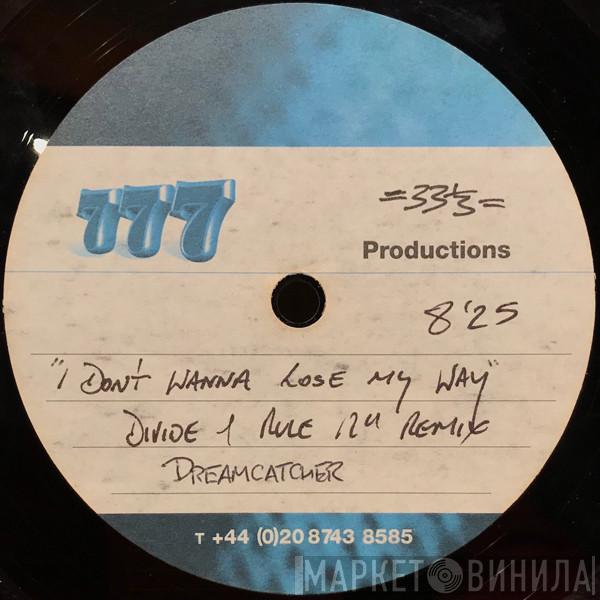 777
=33⅓=
Productions
8'25
"I DON'T WANNA LOSE MY WAY"
DIVIDE & RULE 12" REMIX
DREAMCATCHER
T +44 (0)20 8743 8585
МАРКЕТ ВИНИЛА